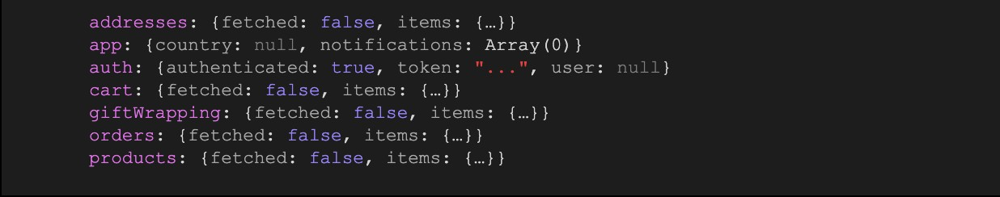 addresses: {fetched: false, items: {…}}
app: {country: null, notifications: Array(0)}
auth: {authenticated: true, token: "...", user: null}
cart: {fetched: false, items: {…}}
giftWrapping: {fetched: false, items: {…}}
orders: {fetched: false, items: {…}}
products: {fetched: false, items: {…}}